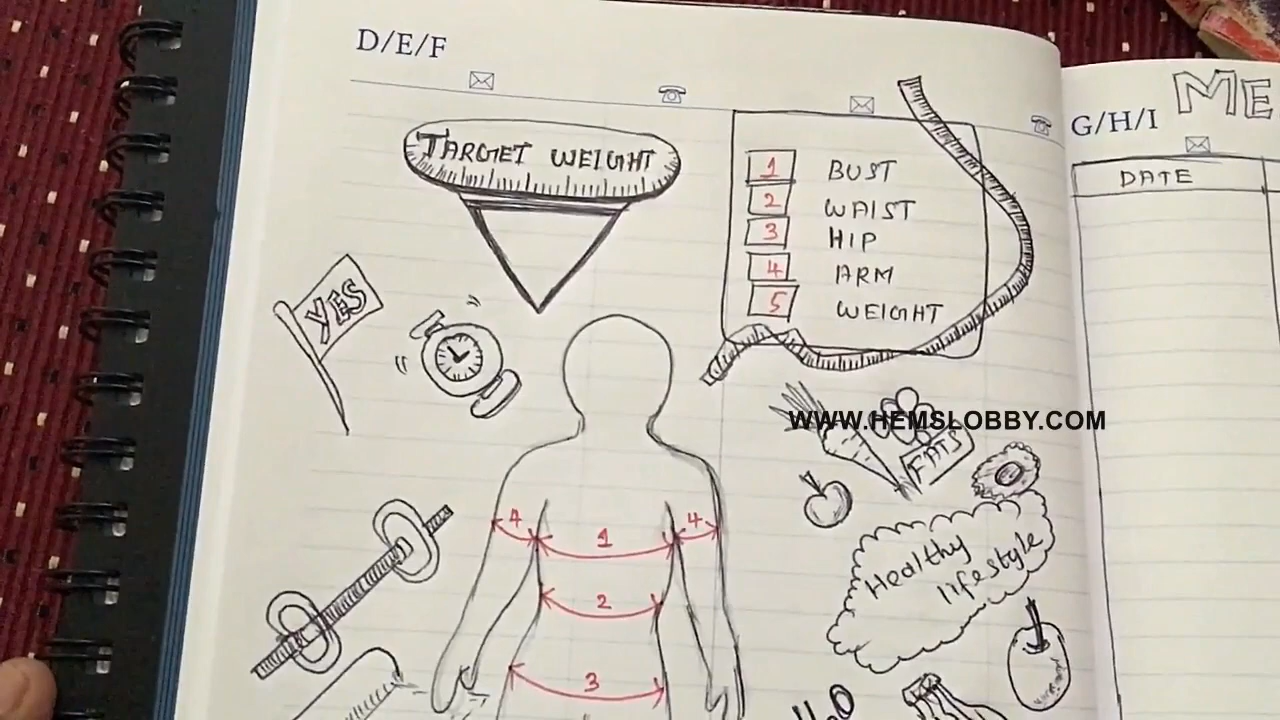 D/E/F
TARGET WEIGHT
1 BUST
2 WAIST
3 HIP
4 ARM
5 WEIGHT
YES
WWW.HEMSLOBBY.COM
FATS
Healthy
lifestyle
4 1 4
2
3
H2O
ME
G/H/I
DATE